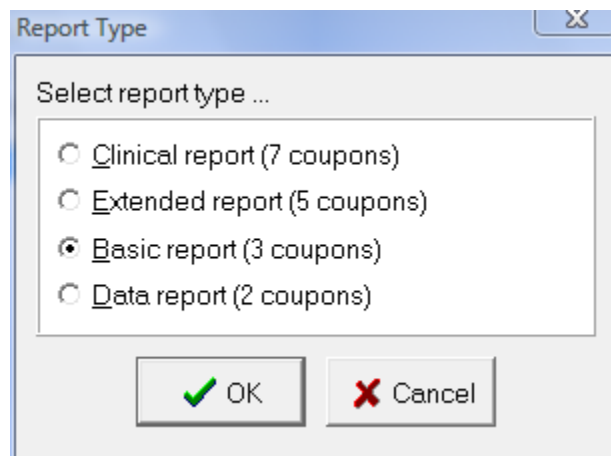 Report Type
Select report type ...
Clinical report (7 coupons)
Extended report (5 coupons)
Basic report (3 coupons)
Data report (2 coupons)
OK
Cancel